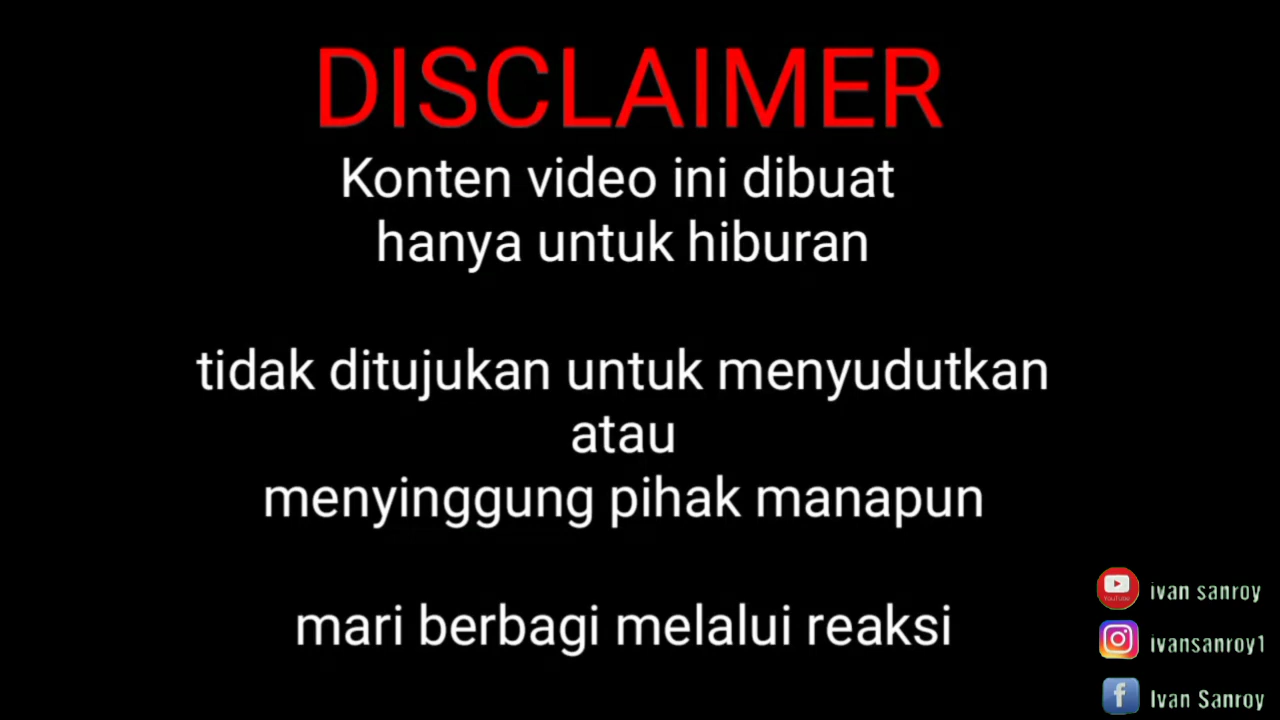 DISCLAIMER
Konten video ini dibuat
hanya untuk hiburan
tidak ditujukan untuk menyudutkan
atau
menyinggung pihak manapun
mari berbagi melalui reaksi
YouTube
ivan sanroy
ivansanroy1
Ivan Sanroy